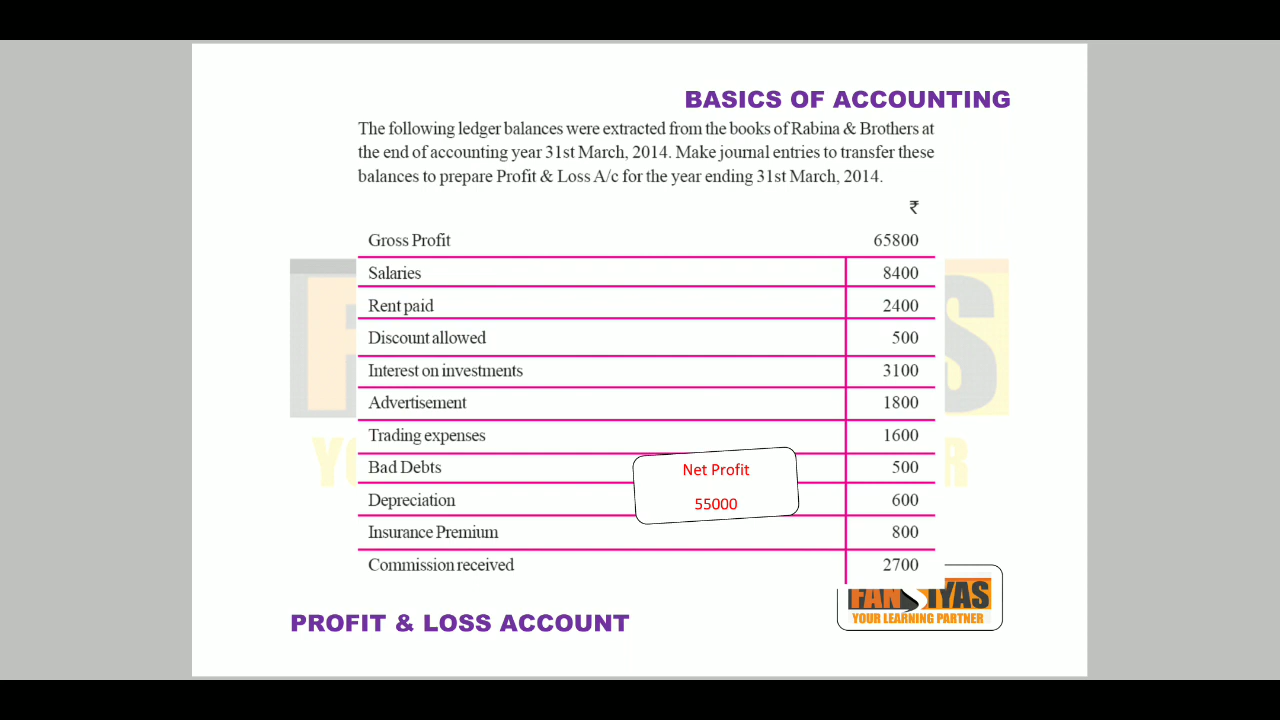 BASICS OF ACCOUNTING
The following ledger balances were extracted from the books of Rabina & Brothers at
the end of accounting year 31st March, 2014. Make journal entries to transfer these
balances to prepare Profit & Loss A/c for the year ending 31st March, 2014.
₹
Gross Profit 65800
Salaries 8400
Rent paid 2400
Discount allowed 500
Interest on investments 3100
Advertisement 1800
Trading expenses 1600
Bad Debts 500
Net Profit
55000
Depreciation 600
Insurance Premium 800
Commission received 2700
FANSIYAS
YOUR LEARNING PARTNER
PROFIT & LOSS ACCOUNT